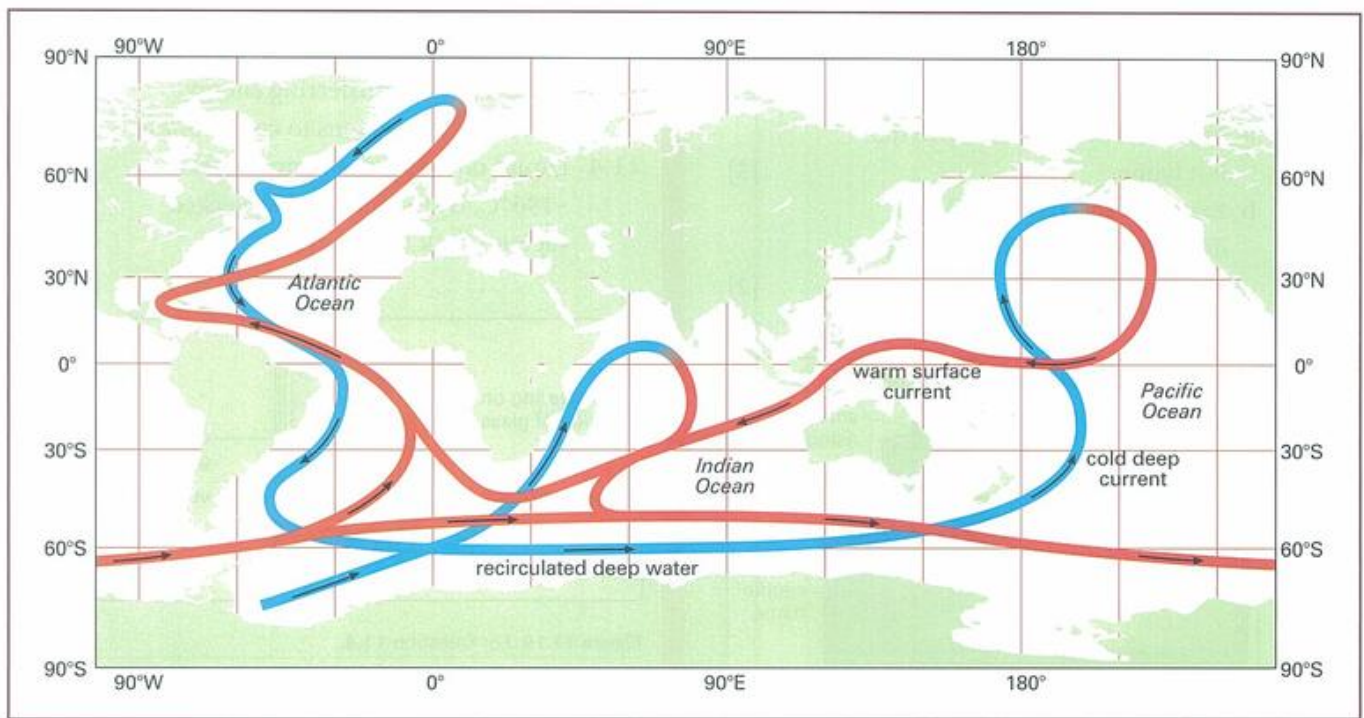 90°W 0° 90°E 180°
90°N 90°N
60°N 60°N
30°N Atlantic 30°N
Ocean
0° warm surface 0°
current
Pacific
Ocean
30°S 30°S
Indian
Ocean
cold deep
current
60°S 60°S
recirculated deep water
90°S 90°S
90°W 0° 90°E 180°